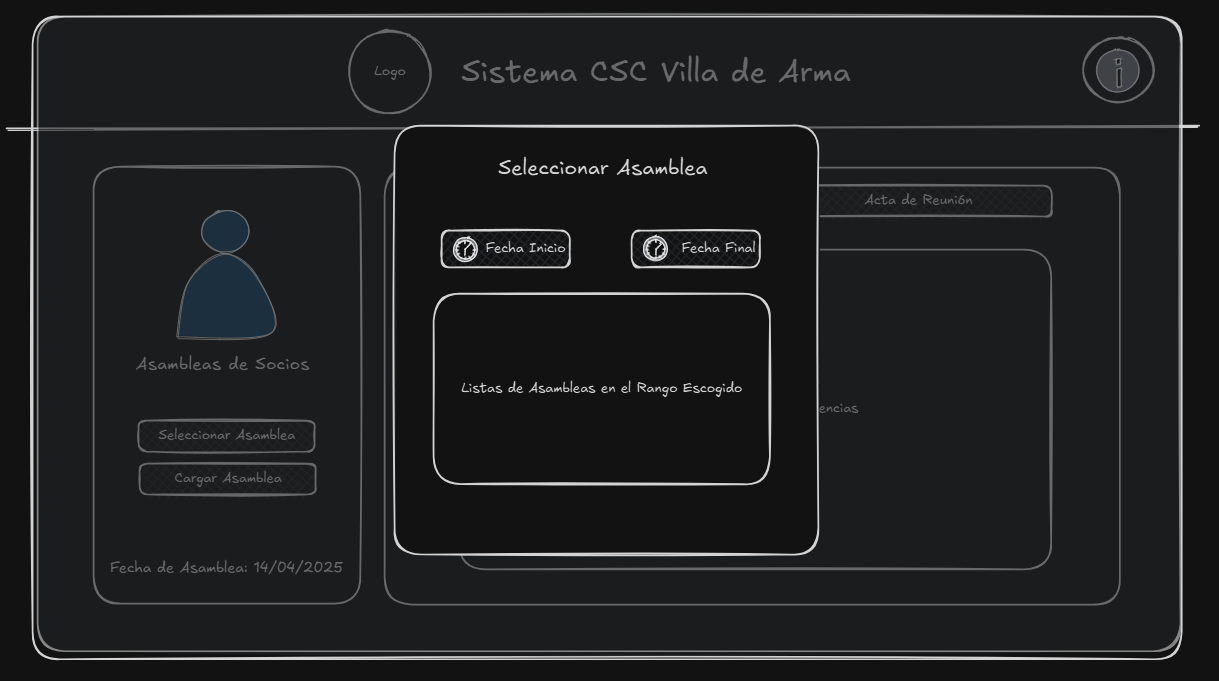 Logo
Sistema CSC Villa de Arma
i
Seleccionar Asamblea
Acta de Reunión
Fecha Inicio
Fecha Final
Asambleas de Socios
Listas de Asambleas en el Rango Escogido
encias
Seleccionar Asamblea
Cargar Asamblea
Fecha de Asamblea: 14/04/2025